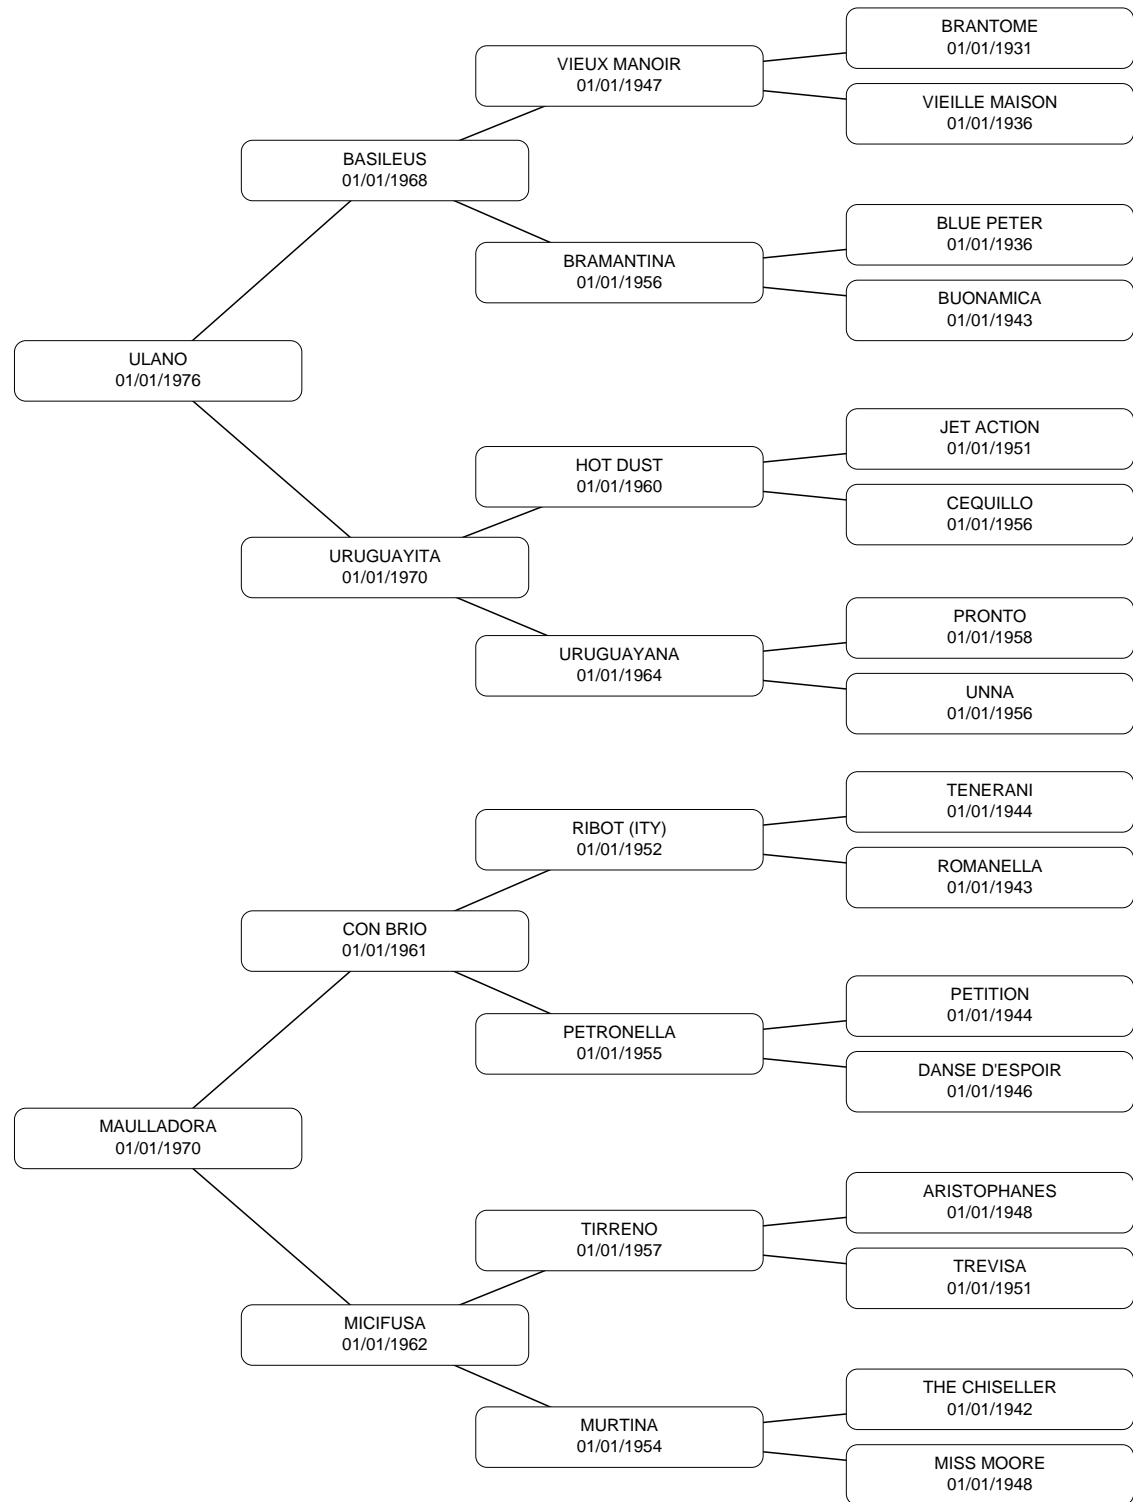 BRANTOME
01/01/1931
VIEUX MANOIR
01/01/1947
VIEILLE MAISON
01/01/1936
BASILEUS
01/01/1968
BLUE PETER
01/01/1936
BRAMANTINA
01/01/1956
BUONAMICA
01/01/1943
ULANO
01/01/1976
JET ACTION
01/01/1951
HOT DUST
01/01/1960
CEQUILLO
01/01/1956
URUGUAYITA
01/01/1970
PRONTO
01/01/1958
URUGUAYANA
01/01/1964
UNNA
01/01/1956
TENERANI
01/01/1944
RIBOT (ITY)
01/01/1952
ROMANELLA
01/01/1943
CON BRIO
01/01/1961
PETITION
01/01/1944
PETRONELLA
01/01/1955
DANSE D'ESPOIR
01/01/1946
MAULLADORA
01/01/1970
ARISTOPHANES
01/01/1948
TIRRENO
01/01/1957
TREVISA
01/01/1951
MICIFUSA
01/01/1962
THE CHISELLER
01/01/1942
MURTINA
01/01/1954
MISS MOORE
01/01/1948